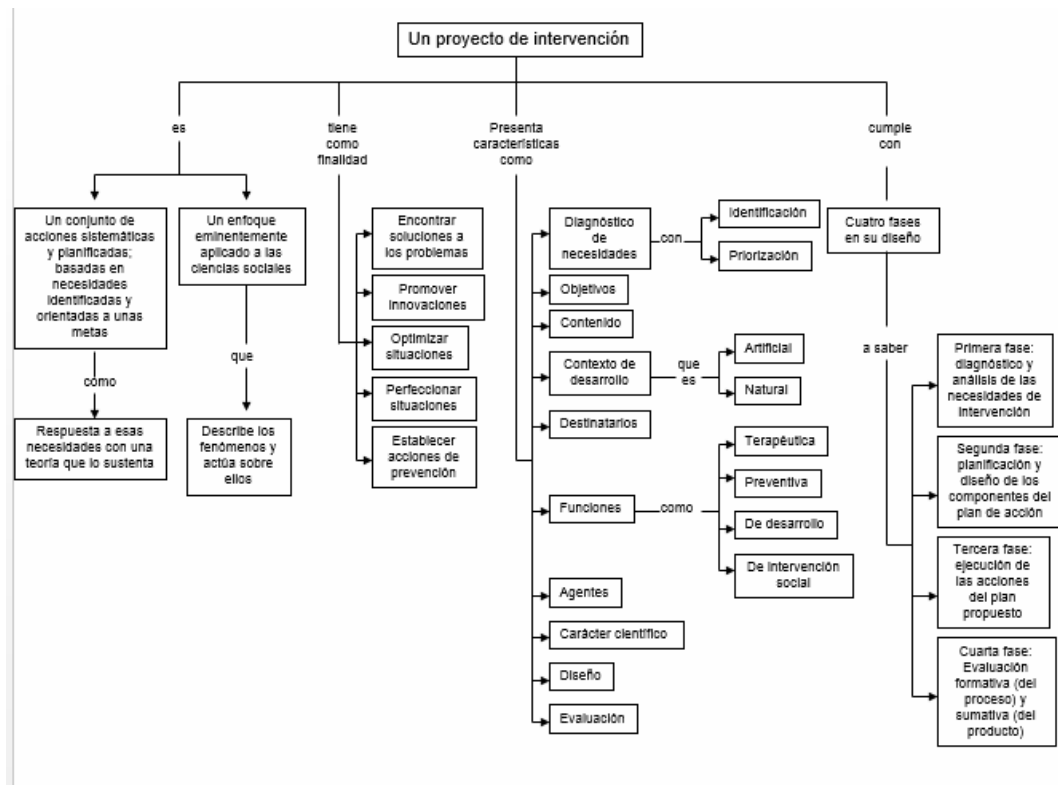 Un proyecto de intervención
es
tiene
como
finalidad
Presenta
características
como
cumple
con
Un conjunto de
acciones sistemáticas
y planificadas;
basadas en
necesidades
identificadas y
orientadas a unas
metas
como
Respuesta a esas
necesidades con una
teoría que lo sustenta
Un enfoque
eminentemente
aplicado a las
ciencias sociales
que
Describe los
fenómenos y
actúa sobre
ellos
Encontrar
soluciones a
los problemas
Promover
innovaciones
Optimizar
situaciones
Perfeccionar
situaciones
Establecer
acciones de
prevención
Diagnóstico
de
necesidades
con
Identificación
Priorización
Objetivos
Contenido
Contexto de
desarrollo
que
es
Artificial
Natural
Destinatarios
Funciones
como
Terapéutica
Preventiva
De desarrollo
De intervención
social
Agentes
Carácter científico
Diseño
Evaluación
Cuatro fases
en su diseño
a saber
Primera fase:
diagnóstico y
análisis de las
necesidades de
intervención
Segunda fase:
planificación y
diseño de los
componentes del
plan de acción
Tercera fase:
ejecución de
las acciones
del plan
propuesto
Cuarta fase:
Evaluación
formativa (del
proceso) y
sumativa (del
producto)